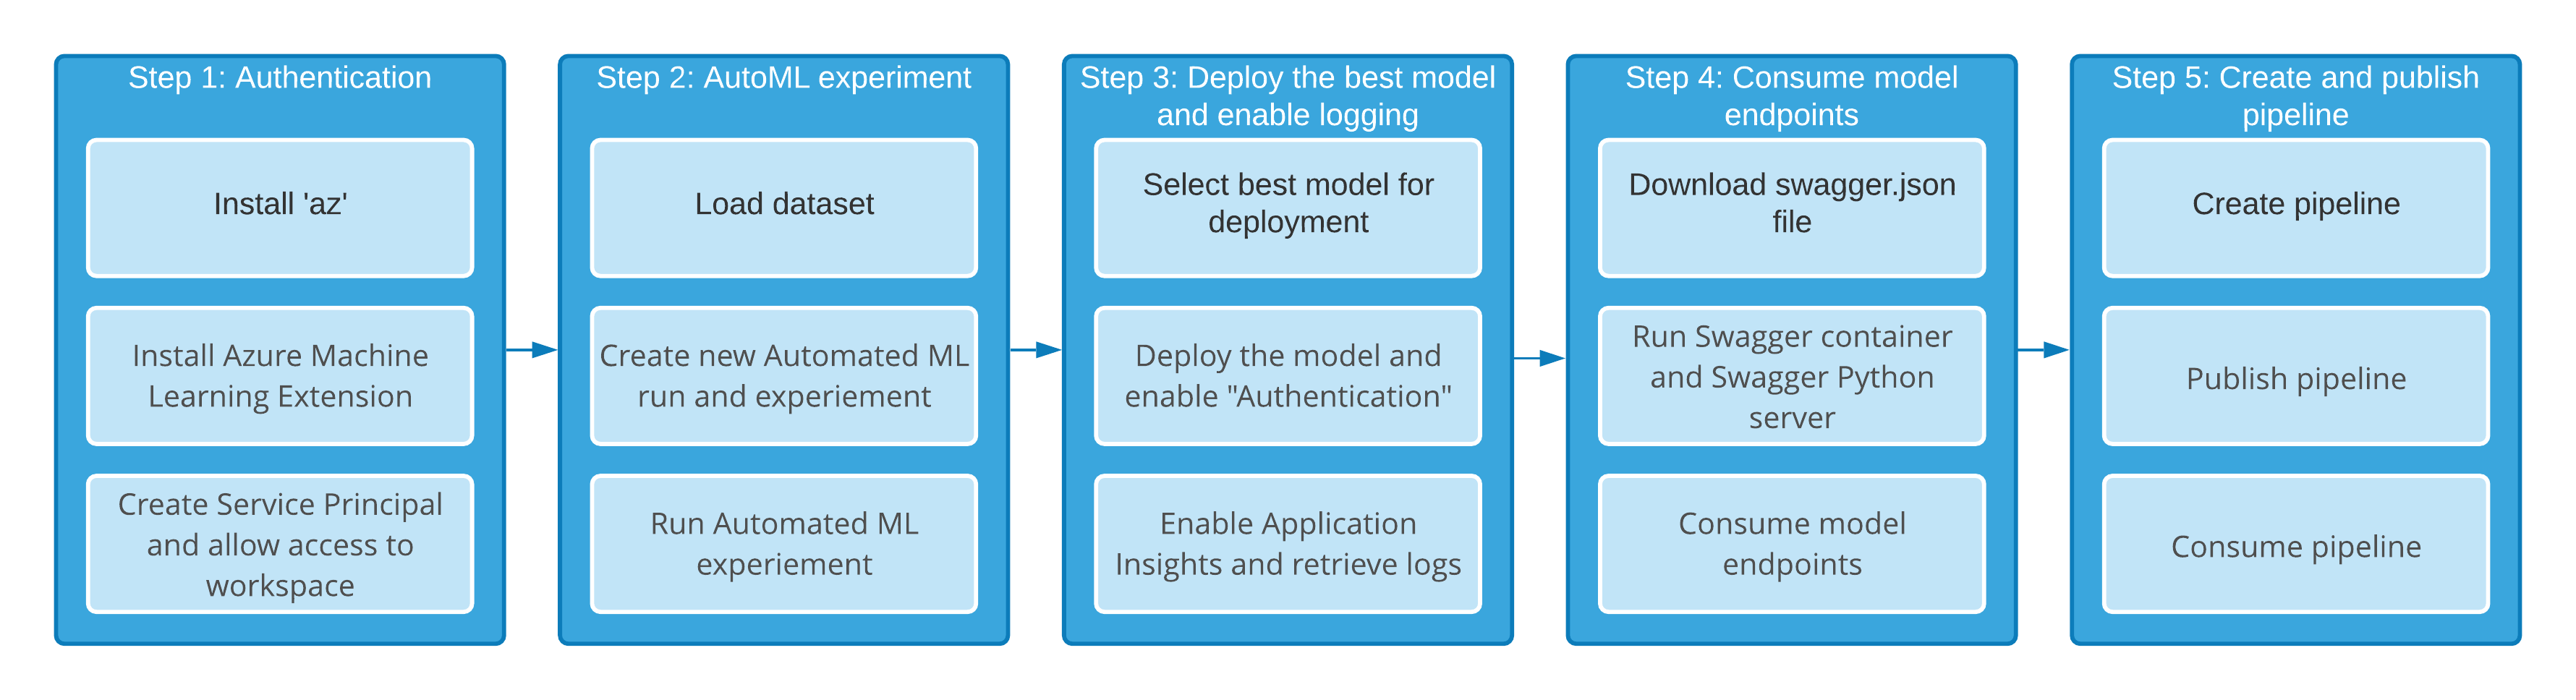 Step 1: Authentication
Install 'az'
Install Azure Machine
Learning Extension
Create Service Principal
and allow access to
workspace
Step 2: AutoML experiment
Load dataset
Create new Automated ML
run and experiement
Run Automated ML
experiement
Step 3: Deploy the best model
and enable logging
Select best model for
deployment
Deploy the model and
enable "Authentication"
Enable Application
Insights and retrieve logs
Step 4: Consume model
endpoints
Download swagger.json
file
Run Swagger container
and Swagger Python
server
Consume model
endpoints
Step 5: Create and publish
pipeline
Create pipeline
Publish pipeline
Consume pipeline